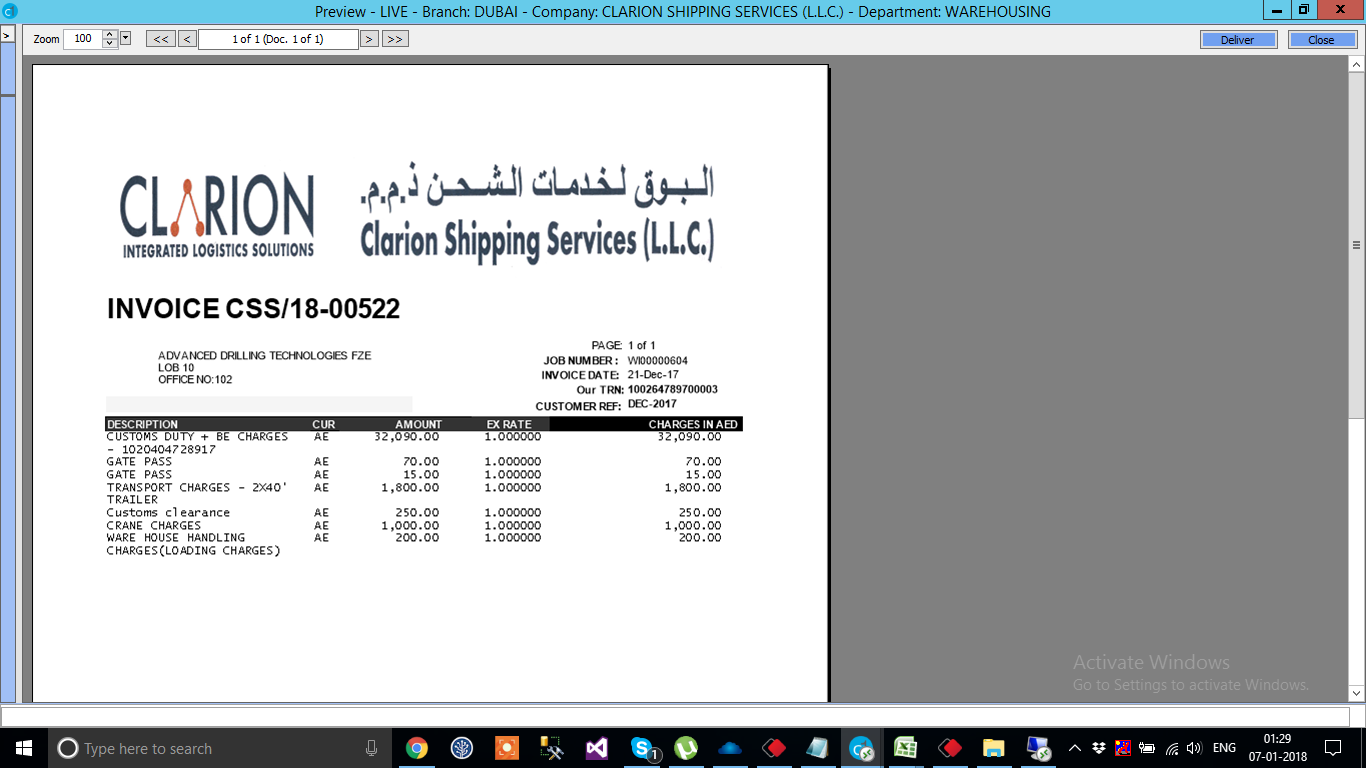 Preview - LIVE - Branch: DUBAI - Company: CLARION SHIPPING SERVICES (L.L.C.) - Department: WAREHOUSING
> Zoom 100 << < 1 of 1 (Doc. 1 of 1) > >> Deliver Close
البوق لخدمات الشحن ذ.م.م.
CLARION
INTEGRATED LOGISTICS SOLUTIONS
Clarion Shipping Services (L.L.C.)
INVOICE CSS/18-00522
ADVANCED DRILLING TECHNOLOGIES FZE
LOB 10
OFFICE NO:102
PAGE: 1 of 1
JOB NUMBER : WI00000604
INVOICE DATE: 21-Dec-17
Our TRN: 100264789700003
CUSTOMER REF: DEC-2017
DESCRIPTION CUR AMOUNT EX RATE CHARGES IN AED
CUSTOMS DUTY + BE CHARGES AE 32,090.00 1.000000 32,090.00
- 1020404728917
GATE PASS AE 70.00 1.000000 70.00
GATE PASS AE 15.00 1.000000 15.00
TRANSPORT CHARGES - 2X40' AE 1,800.00 1.000000 1,800.00
TRAILER
Customs clearance AE 250.00 1.000000 250.00
CRANE CHARGES AE 1,000.00 1.000000 1,000.00
WARE HOUSE HANDLING AE 200.00 1.000000 200.00
CHARGES(LOADING CHARGES)
Activate Windows
Go to Settings to activate Windows.
Type here to search
1
ENG
01:29
07-01-2018